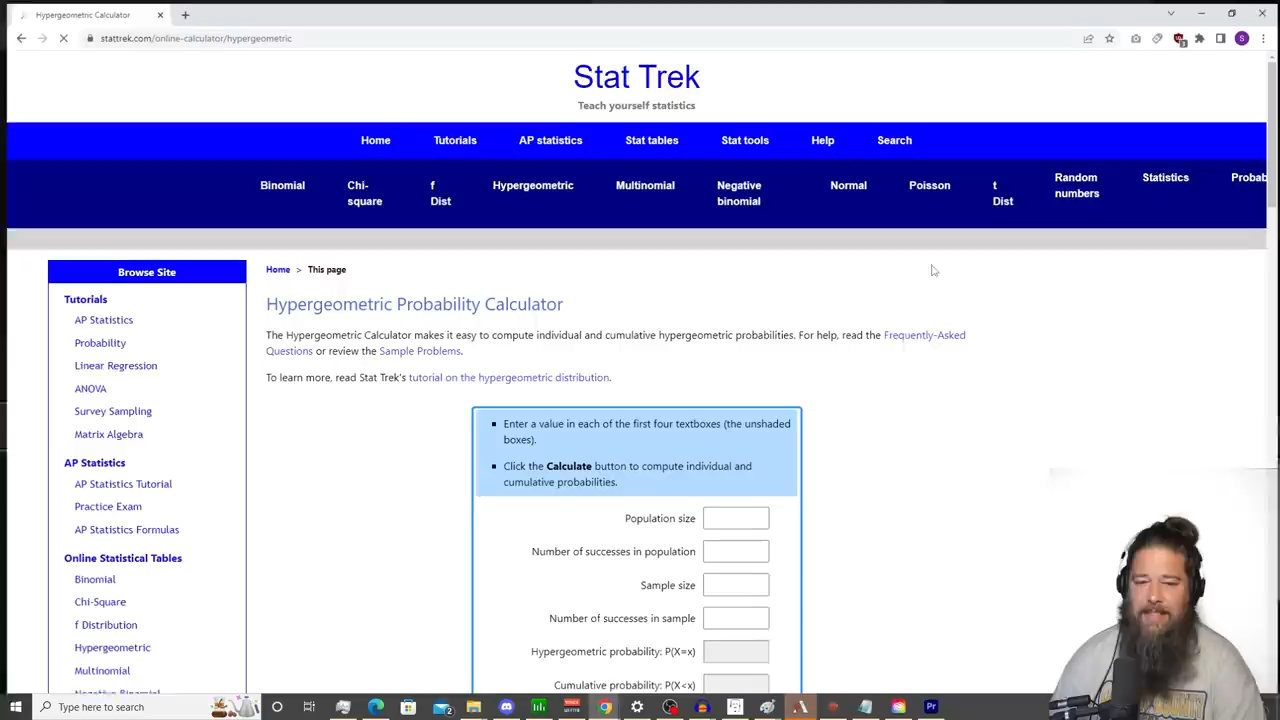 Hypergeometric Calculator
stattrek.com/online-calculator/hypergeometric
S
Stat Trek
Teach yourself statistics
Home Tutorials AP statistics Stat tables Stat tools Help Search
Binomial Chi-square f Dist Hypergeometric Multinomial Negative binomial Normal Poisson t Dist Random numbers Statistics Probab
Browse Site
Tutorials
AP Statistics
Probability
Linear Regression
ANOVA
Survey Sampling
Matrix Algebra
AP Statistics
AP Statistics Tutorial
Practice Exam
AP Statistics Formulas
Online Statistical Tables
Binomial
Chi-Square
f Distribution
Hypergeometric
Multinomial
Negative Binomial
Home > This page
Hypergeometric Probability Calculator
The Hypergeometric Calculator makes it easy to compute individual and cumulative hypergeometric probabilities. For help, read the Frequently-Asked
Questions or review the Sample Problems.
To learn more, read Stat Trek's tutorial on the hypergeometric distribution.
Enter a value in each of the first four textboxes (the unshaded
boxes).
Click the Calculate button to compute individual and
cumulative probabilities.
Population size
Number of successes in population
Sample size
Number of successes in sample
Hypergeometric probability: P(X=x)
Cumulative probability: P(X<x)
Type here to search
Pr